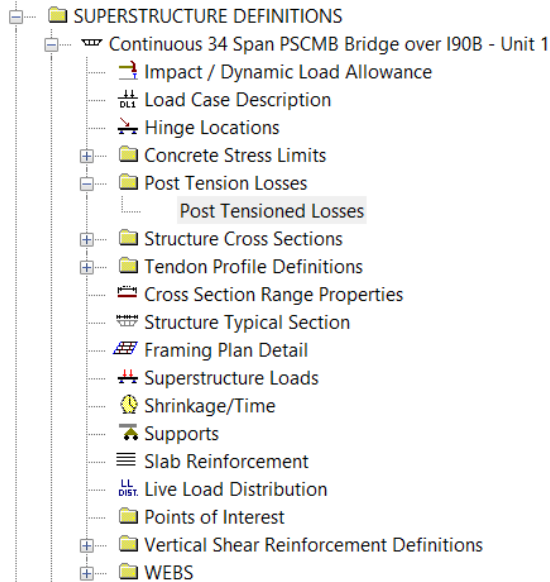 SUPERSTRUCTURE DEFINITIONS
Continuous 34 Span PSCMB Bridge over I90B - Unit 1
Impact / Dynamic Load Allowance
DL1 Load Case Description
Hinge Locations
Concrete Stress Limits
Post Tension Losses
Post Tensioned Losses
Structure Cross Sections
Tendon Profile Definitions
Cross Section Range Properties
Structure Typical Section
Framing Plan Detail
Superstructure Loads
Shrinkage/Time
Supports
Slab Reinforcement
LL DIST. Live Load Distribution
Points of Interest
Vertical Shear Reinforcement Definitions
WEBS